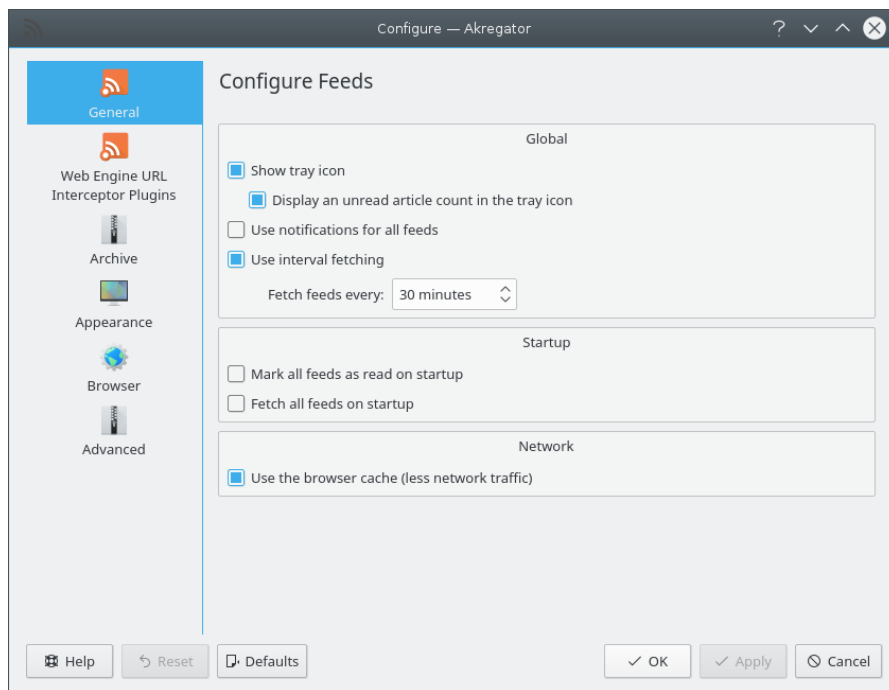 Configure — Akregator
General
Web Engine URL
Interceptor Plugins
Archive
Appearance
Browser
Advanced
Configure Feeds
Global
Show tray icon
Display an unread article count in the tray icon
Use notifications for all feeds
Use interval fetching
Fetch feeds every: 30 minutes
Startup
Mark all feeds as read on startup
Fetch all feeds on startup
Network
Use the browser cache (less network traffic)
Help Reset Defaults OK Apply Cancel